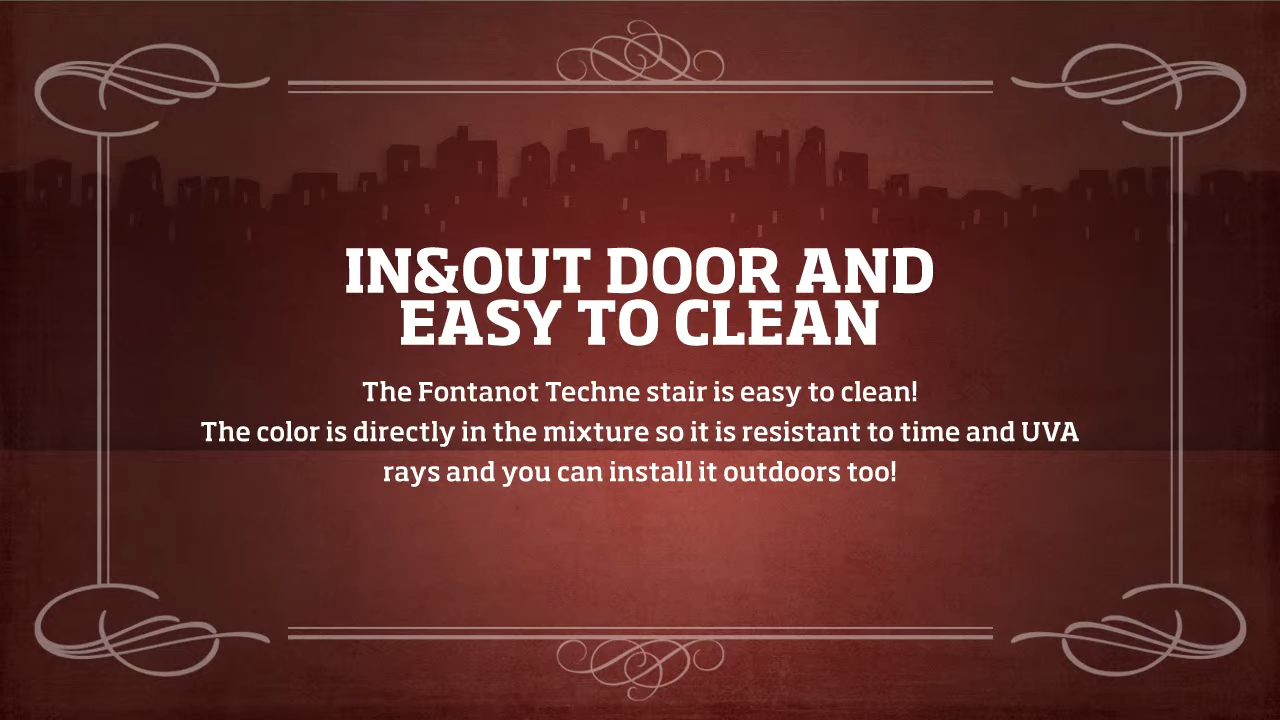 IN&OUT DOOR AND
EASY TO CLEAN
The Fontanot Techne stair is easy to clean!
The color is directly in the mixture so it is resistant to time and UVA
rays and you can install it outdoors too!